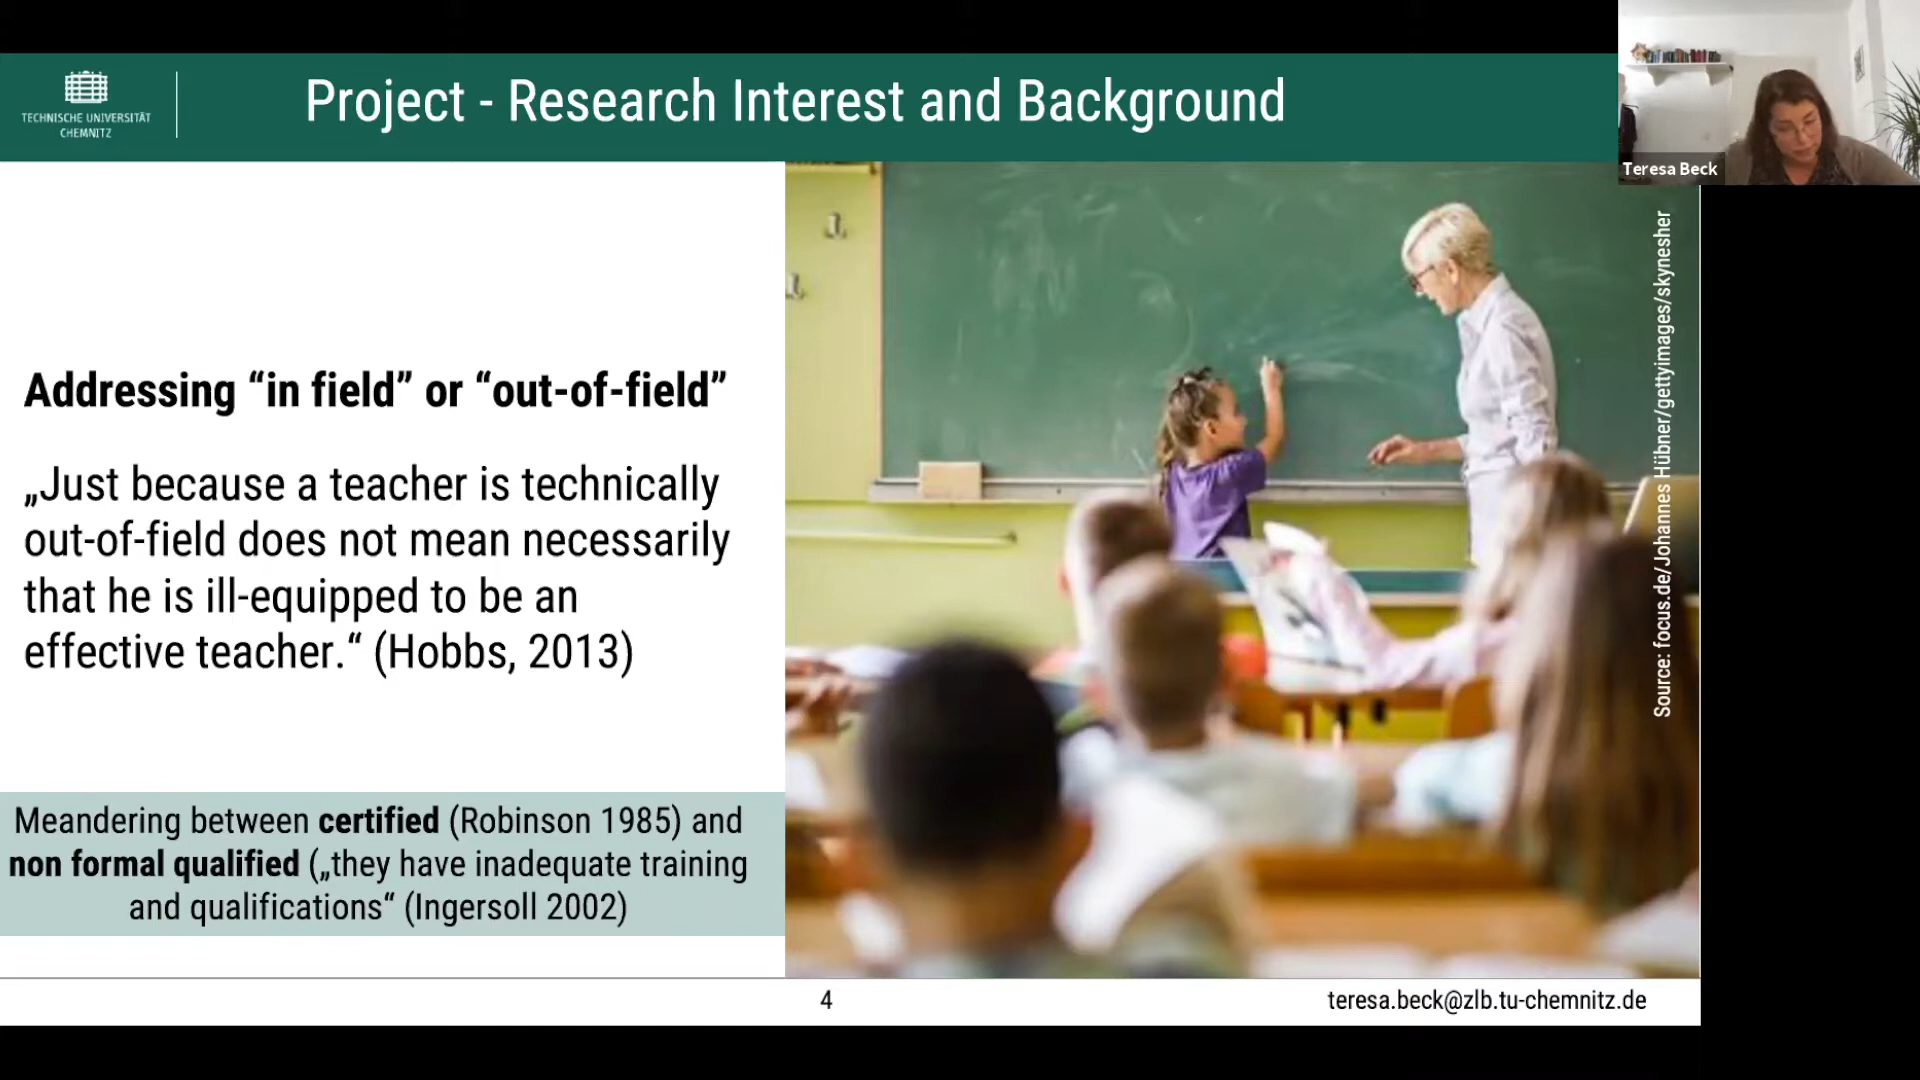 TECHNISCHE UNIVERSITÄT
CHEMNITZ
Project - Research Interest and Background
Teresa Beck
Addressing “in field” or “out-of-field”
„Just because a teacher is technically
out-of-field does not mean necessarily
that he is ill-equipped to be an
effective teacher.“ (Hobbs, 2013)
Meandering between certified (Robinson 1985) and
non formal qualified („they have inadequate training
and qualifications“ (Ingersoll 2002)
Source: focus.de/Johannes Hübner/gettyimages/skynesher
4
teresa.beck@zlb.tu-chemnitz.de